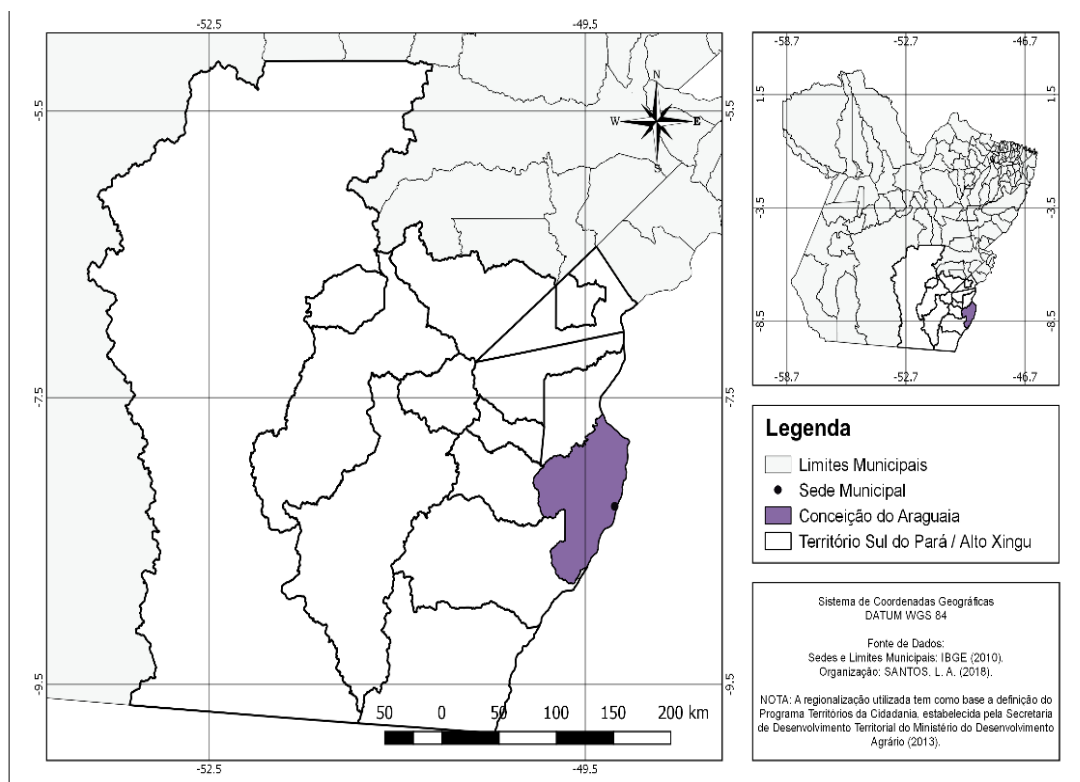 -52.5
-49.5
-5.5
-5.5
N
W
E
S
-7.5
-7.5
-9.5
-9.5
50 0 50 100 150 200 km
-52.5
-49.5
-58.7
-52.7
-46.7
1.5
1.5
-3.5
-3.5
-8.5
-8.5
-58.7
-52.7
-46.7
Legenda
Limites Municipais
Sede Municipal
Conceição do Araguaia
Território Sul do Pará / Alto Xingu
Sistema de Coordenadas Geográficas
DATUM WGS 84
Fonte de Dados:
Sedes e Limites Municipais: IBGE (2010).
Organização: SANTOS. L. A. (2018).
NOTA: A regionalização utilizada tem como base a definição do
Programa Territórios da Cidadania, estabelecida pela Secretaria
de Desenvolvimento Territorial do Ministério do Desenvolvimento
Agrário (2013).